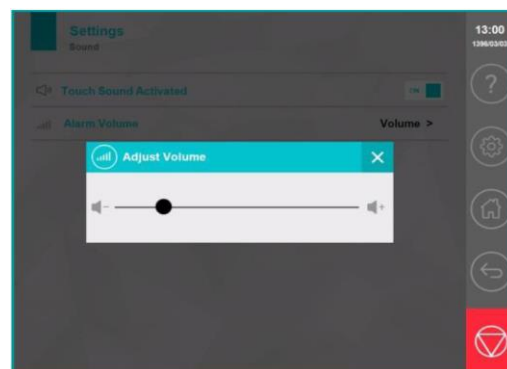 Settings
Sound
Touch Sound Activated
ON
Alarm Volume
Volume >
Adjust Volume
13:00
1396/03/03